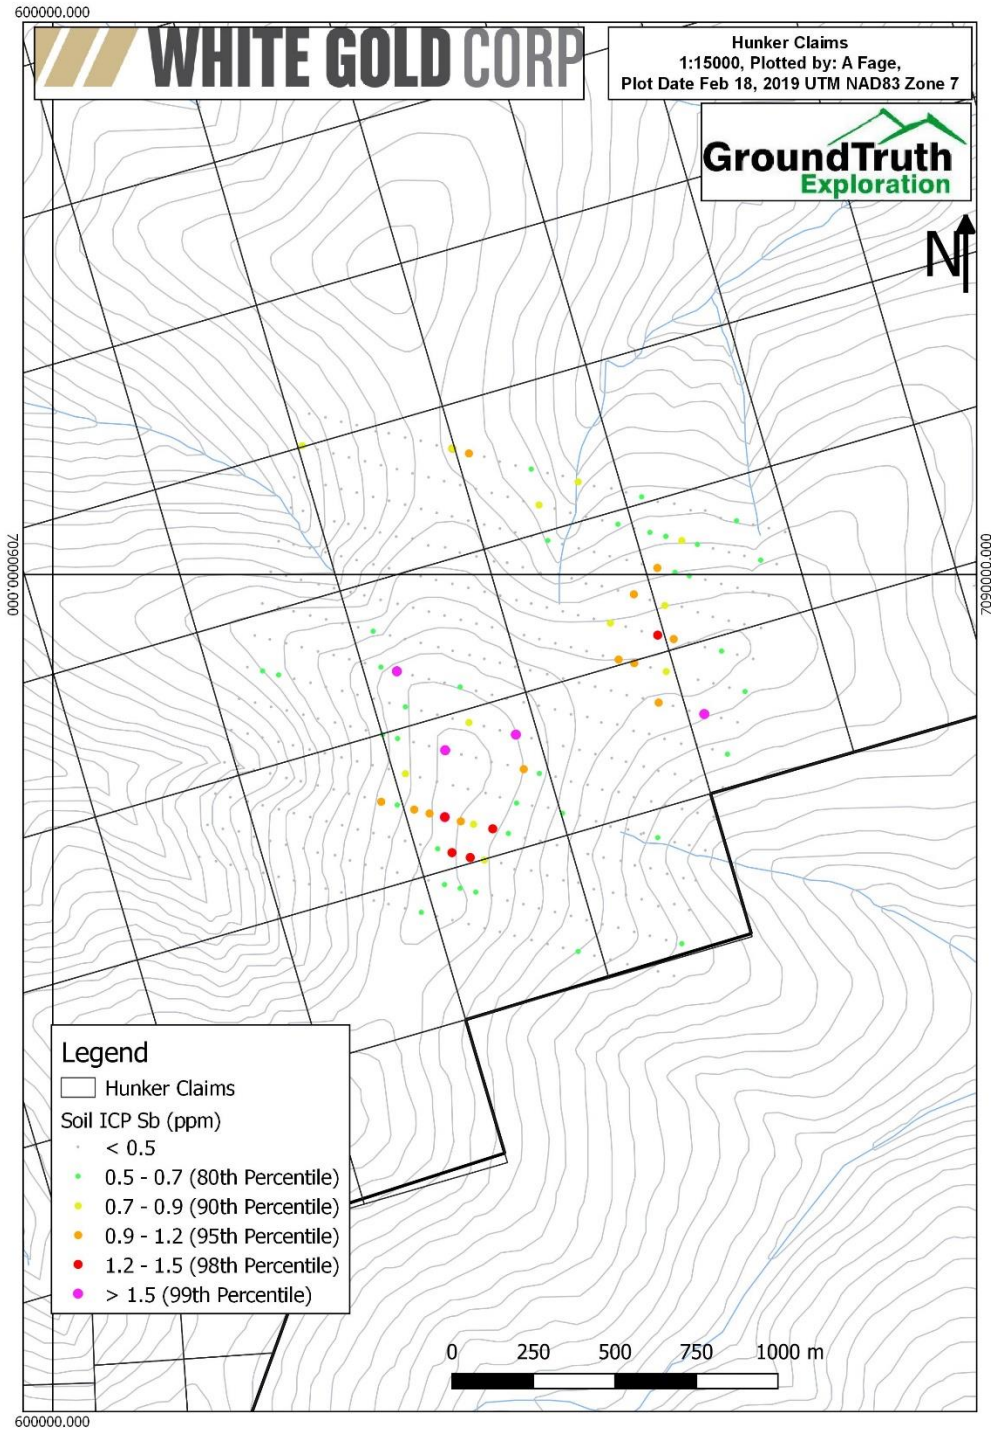 600000.000
WHITE GOLD CORP
Hunker Claims
1:15000, Plotted by: A Fage,
Plot Date Feb 18, 2019 UTM NAD83 Zone 7
GroundTruth
Exploration
N
7090000.000
7090000.000
Legend
Hunker Claims
Soil ICP Sb (ppm)
< 0.5
0.5 - 0.7 (80th Percentile)
0.7 - 0.9 (90th Percentile)
0.9 - 1.2 (95th Percentile)
1.2 - 1.5 (98th Percentile)
> 1.5 (99th Percentile)
0 250 500 750 1000 m
600000.000